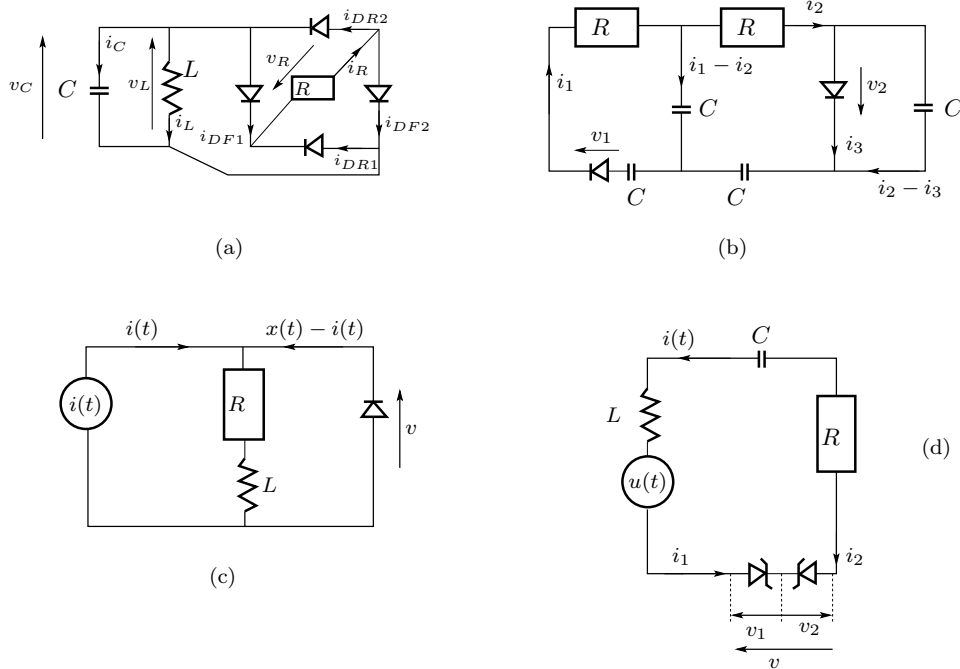 i_{DR2}
i_C
v_R
v_C
C
v_L
L
R
i_R
i_L
i_{DF1}
i_{DF2}
i_{DR1}
(a)
R
R
i_2
i_1
i_1 − i_2
C
v_2
C
v_1
i_3
C
C
i_2 − i_3
(b)
i(t)
x(t) − i(t)
i(t)
R
v
L
(c)
i(t)
C
L
R
(d)
u(t)
i_1
i_2
v_1
v_2
v